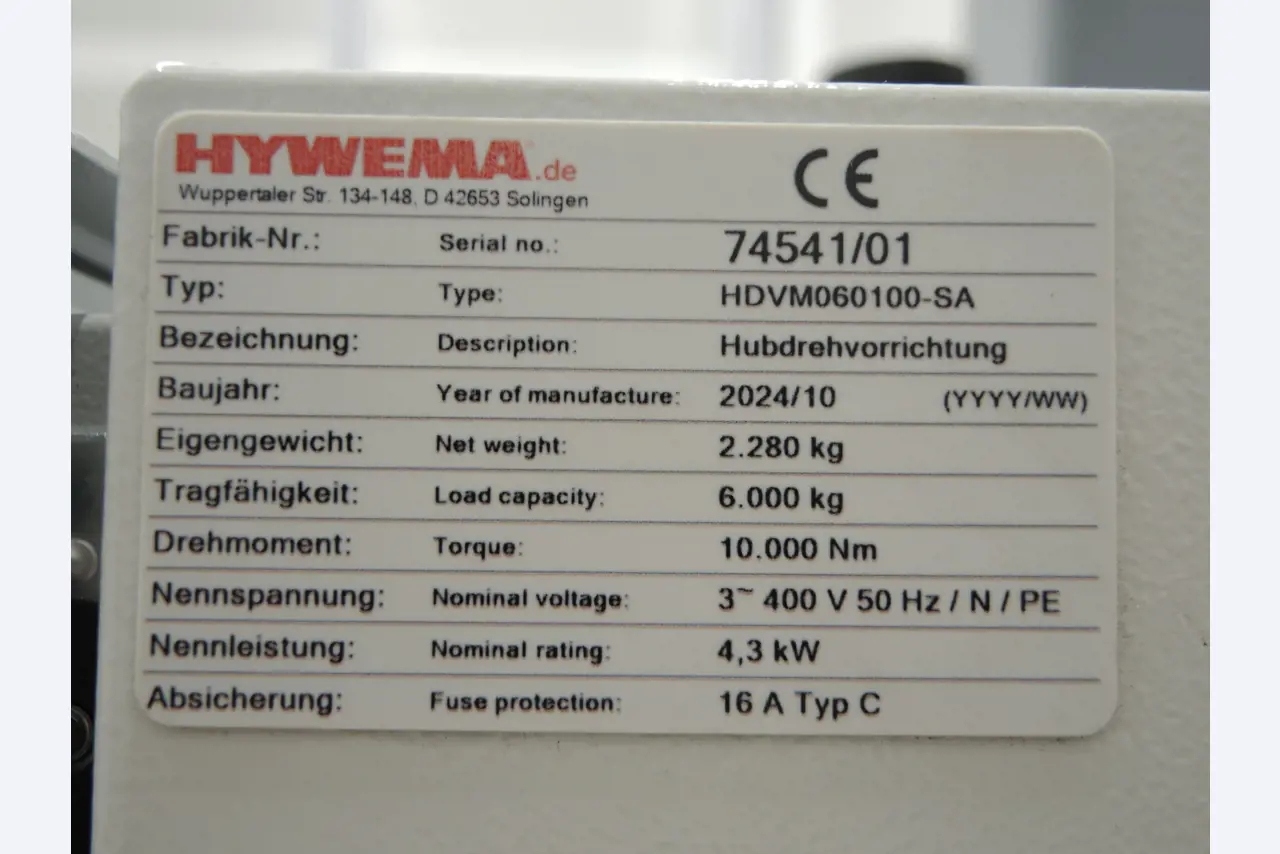 HYWEMA.de
Wuppertaler Str. 134-148, D 42653 Solingen
CE
Fabrik-Nr.: Serial no.: 74541/01
Typ: Type: HDVM060100-SA
Bezeichnung: Description: Hubdrehvorrichtung
Baujahr: Year of manufacture: 2024/10 (YYYY/WW)
Eigengewicht: Net weight: 2.280 kg
Tragfähigkeit: Load capacity: 6.000 kg
Drehmoment: Torque: 10.000 Nm
Nennspannung: Nominal voltage: 3~ 400 V 50 Hz / N / PE
Nennleistung: Nominal rating: 4,3 kW
Absicherung: Fuse protection: 16 A Typ C